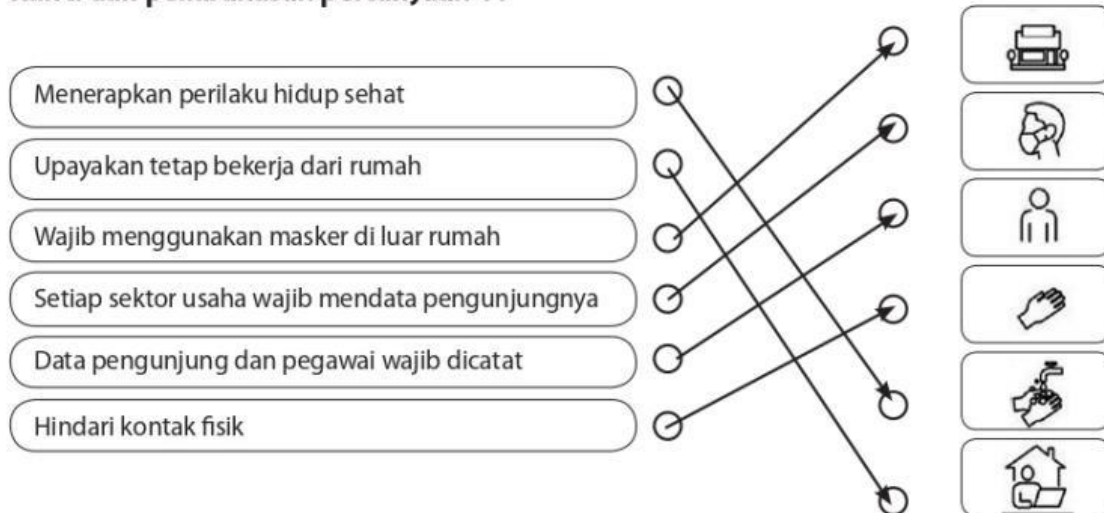 Menerapkan perilaku hidup sehat
Upayakan tetap bekerja dari rumah
Wajib menggunakan masker di luar rumah
Setiap sektor usaha wajib mendata pengunjungnya
Data pengunjung dan pegawai wajib dicatat
Hindari kontak fisik